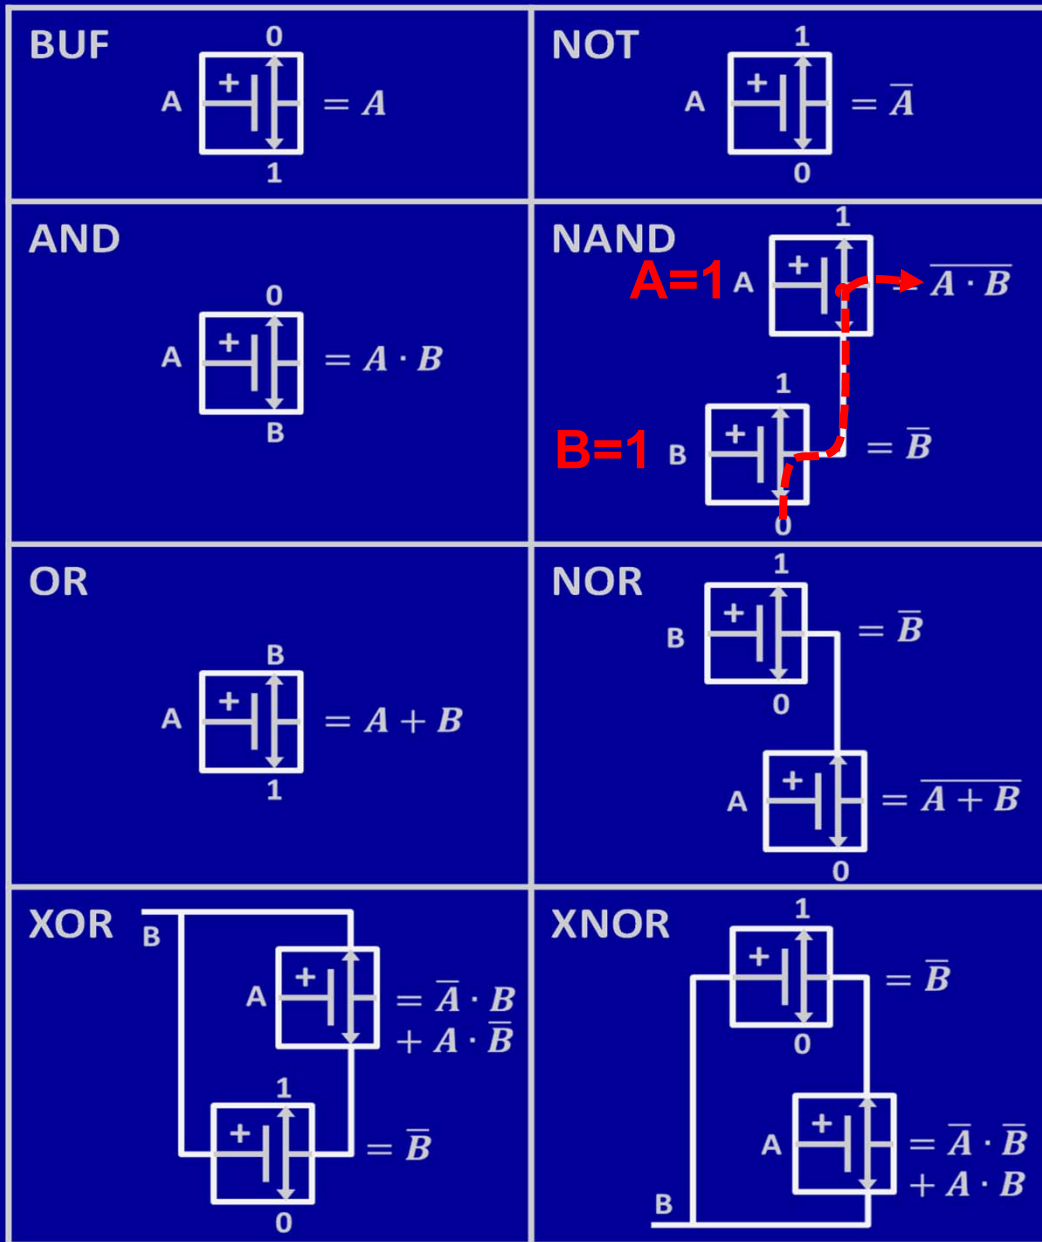 BUF
0
+
A
= A
1
NOT
1
+
A
= A̅
0
AND
0
+
A
= A · B
B
NAND
1
A=1
+
A
= A̅ ̅·̅ ̅B̅
1
B=1
+
B
= B̅
0
OR
B
+
A
= A + B
1
NOR
1
+
B
= B̅
0
+
A
= A̅ ̅+̅ ̅B̅
0
XOR
B
+
A
= A̅ · B
+ A · B̅
1
+
= B̅
0
XNOR
1
+
= B̅
0
+
A
= A̅ · B̅
+ A · B
B